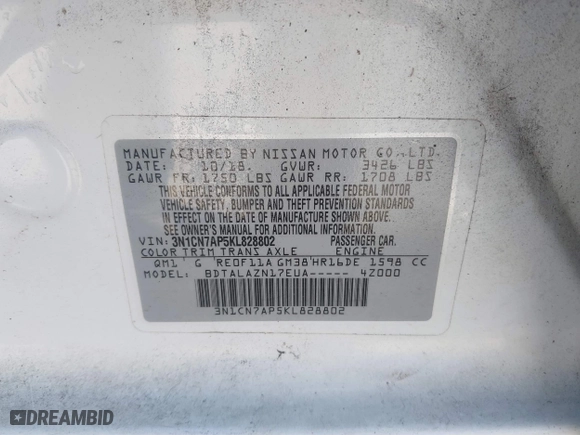 MANUFACTURED BY NISSAN MOTOR CO.,LTD.
DATE: 10/18. GVWR: 3426 LBS
GAWR FR: 1750 LBS GAWR RR: 1708 LBS
THIS VEHICLE CONFORMS TO ALL APPLICABLE FEDERAL MOTOR
VEHICLE SAFETY, BUMPER AND THEFT PREVENTION STANDARDS
IN EFFECT ON THE DATE OF MANUFACTURE SHOWN ABOVE.
SEE OWNER'S MANUAL FOR ADDITIONAL INFORMATION.
VIN: 3N1CN7AP5KL828802 PASSENGER CAR.
COLOR TRIM TRANS AXLE ENGINE
QM1 G RE0F11A GM38 HR16DE 1598 CC
MODEL: BDTALAZN17EUA----- 4Z000
3N1CN7AP5KL828802
DREAMBID